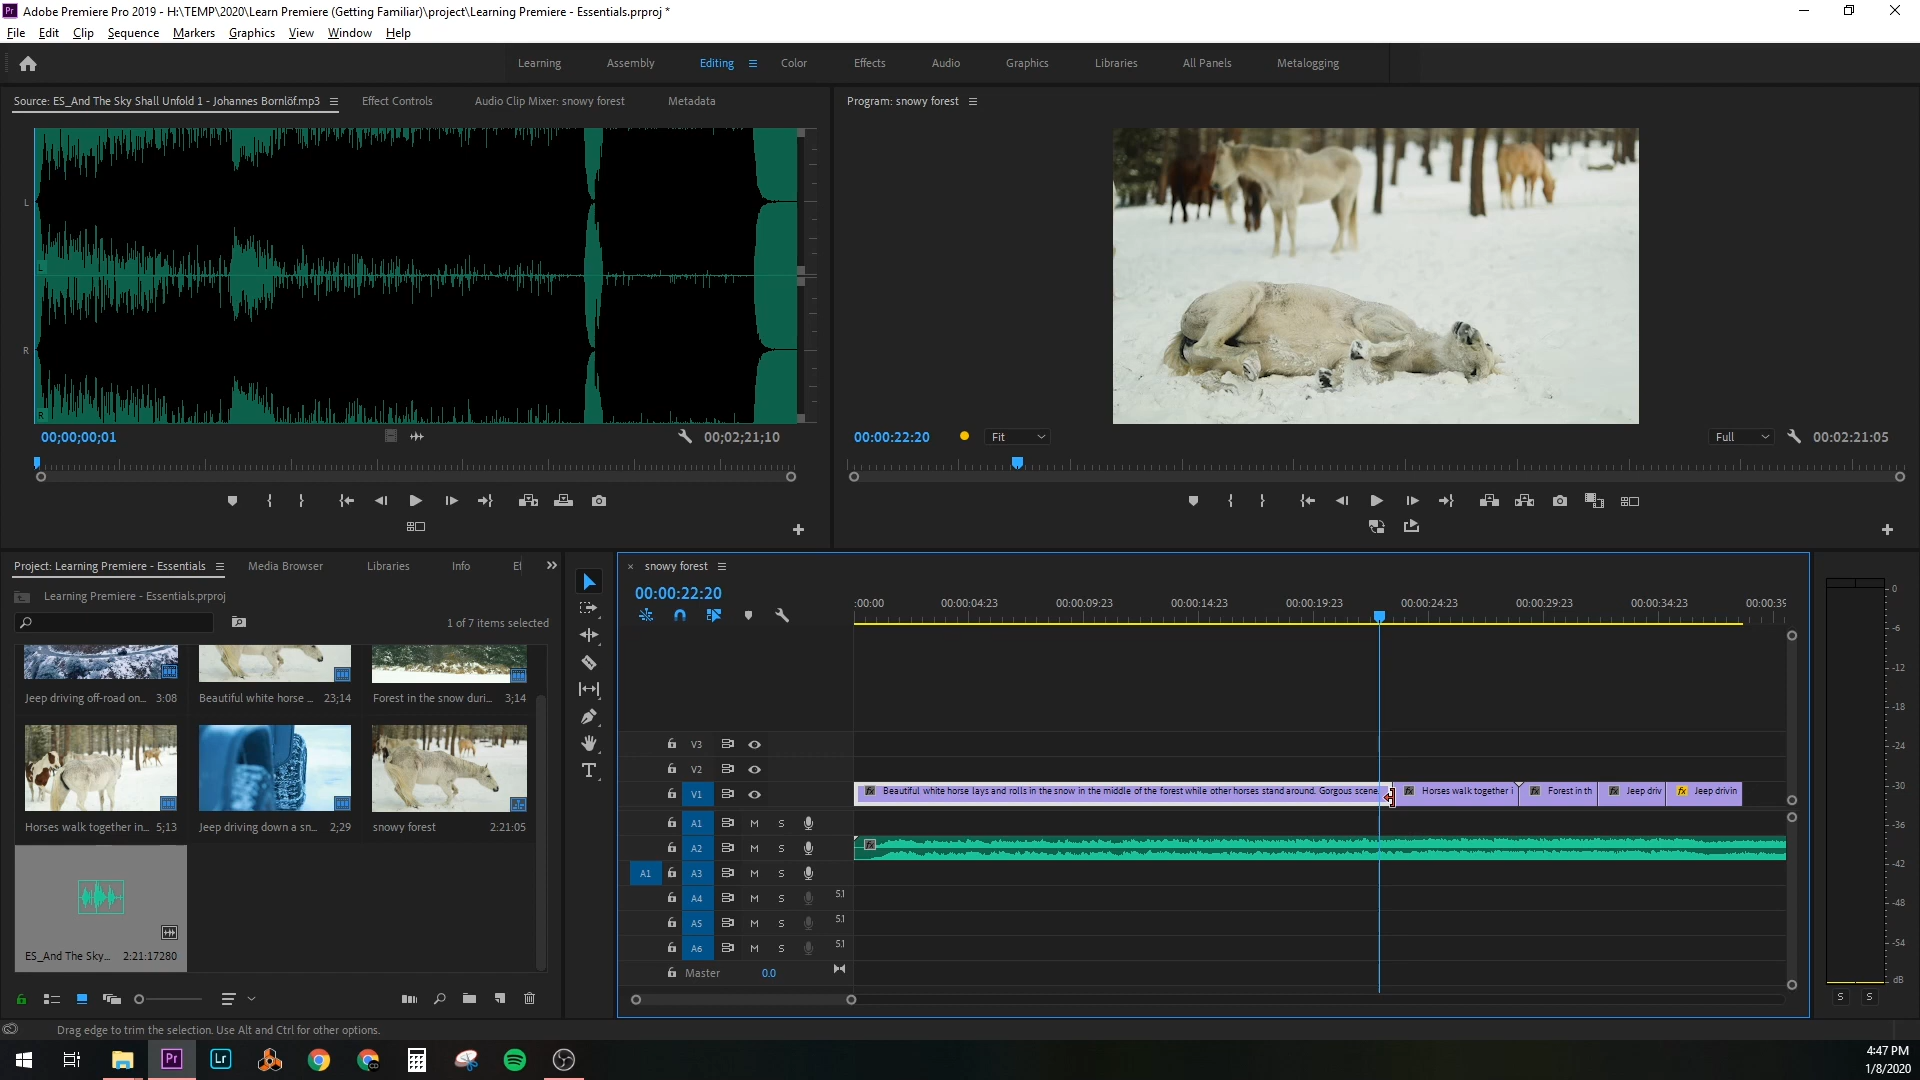 Pr Adobe Premiere Pro 2019 - H:\TEMP\2020\Learn Premiere (Getting Familiar)\project\Learning Premiere - Essentials.prproj *
File Edit Clip Sequence Markers Graphics View Window Help
Learning Assembly Editing Color Effects Audio Graphics Libraries All Panels Metalogging
Source: ES_And The Sky Shall Unfold 1 - Johannes Bornlöf.mp3 Effect Controls Audio Clip Mixer: snowy forest Metadata
Program: snowy forest
L
L
R
R
00;00;00;01 00;02;21;10
00:00:22:20 Fit Full 00:02:21:05
Project: Learning Premiere - Essentials Media Browser Libraries Info Ef
Learning Premiere - Essentials.prproj
1 of 7 items selected
Jeep driving off-road on... 3:08
Beautiful white horse ... 23;14
Forest in the snow duri... 3;14
Horses walk together in... 5;13
Jeep driving down a sn... 2;29
snowy forest 2:21:05
ES_And The Sky... 2:21:17280
snowy forest
00:00:22:20
:00:00 00:00:04:23 00:00:09:23 00:00:14:23 00:00:19:23 00:00:24:23 00:00:29:23 00:00:34:23 00:00:39
V3
V2
V1
fx Beautiful white horse lays and rolls in the snow in the middle of the forest while other horses stand around. Gorgous scene.
fx Horses walk together i
fx Forest in th
fx Jeep driv
fx Jeep drivin
A1 M S
A2 M S
fx
A1 A3 M S
A4 M S 5.1
A5 M S 5.1
A6 M S 5.1
Master 0.0
0
-6
-12
-18
-24
-30
-36
-42
-48
-54
dB
S S
Drag edge to trim the selection. Use Alt and Ctrl for other options.
Pr Lr
4:47 PM
1/8/2020